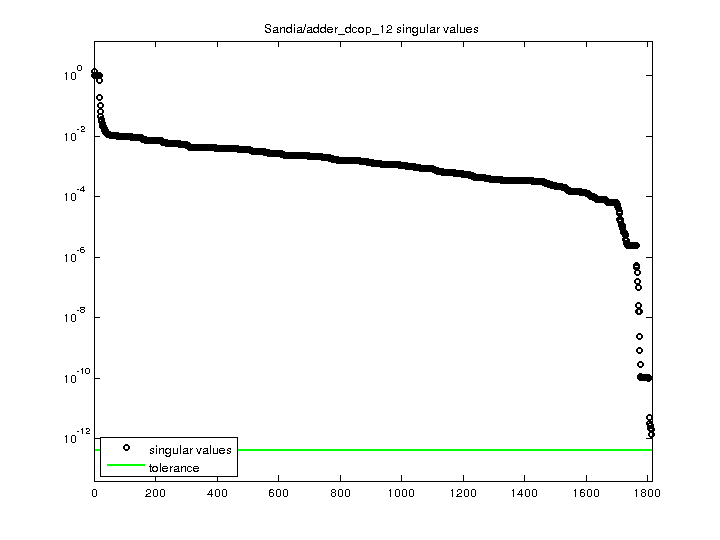 Sandia/adder_dcop_12 singular values
10^0
10^-2
10^-4
10^-6
10^-8
10^-10
10^-12
singular values
tolerance
0 200 400 600 800 1000 1200 1400 1600 1800